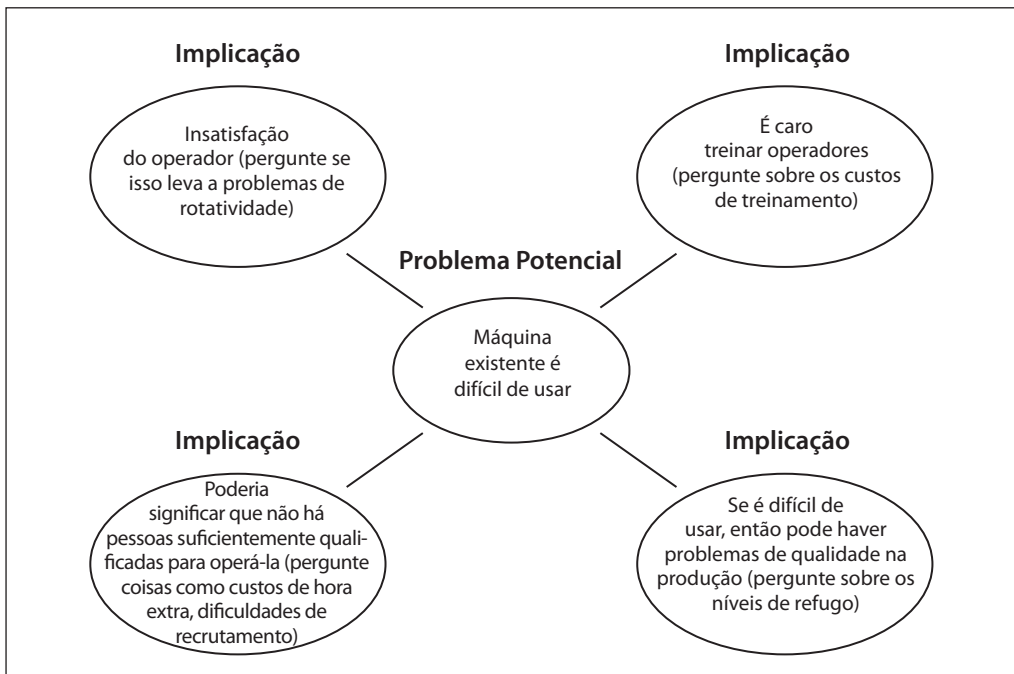 Implicação
Insatisfação
do operador (pergunte se
isso leva a problemas de
rotatividade)
Implicação
É caro
treinar operadores
(pergunte sobre os custos
de treinamento)
Problema Potencial
Máquina
existente é
difícil de usar
Implicação
Poderia
significar que não há
pessoas suficientemente quali-
ficadas para operá-la (pergunte
coisas como custos de hora
extra, dificuldades de
recrutamento)
Implicação
Se é difícil de
usar, então pode haver
problemas de qualidade na
produção (pergunte sobre os
níveis de refugo)